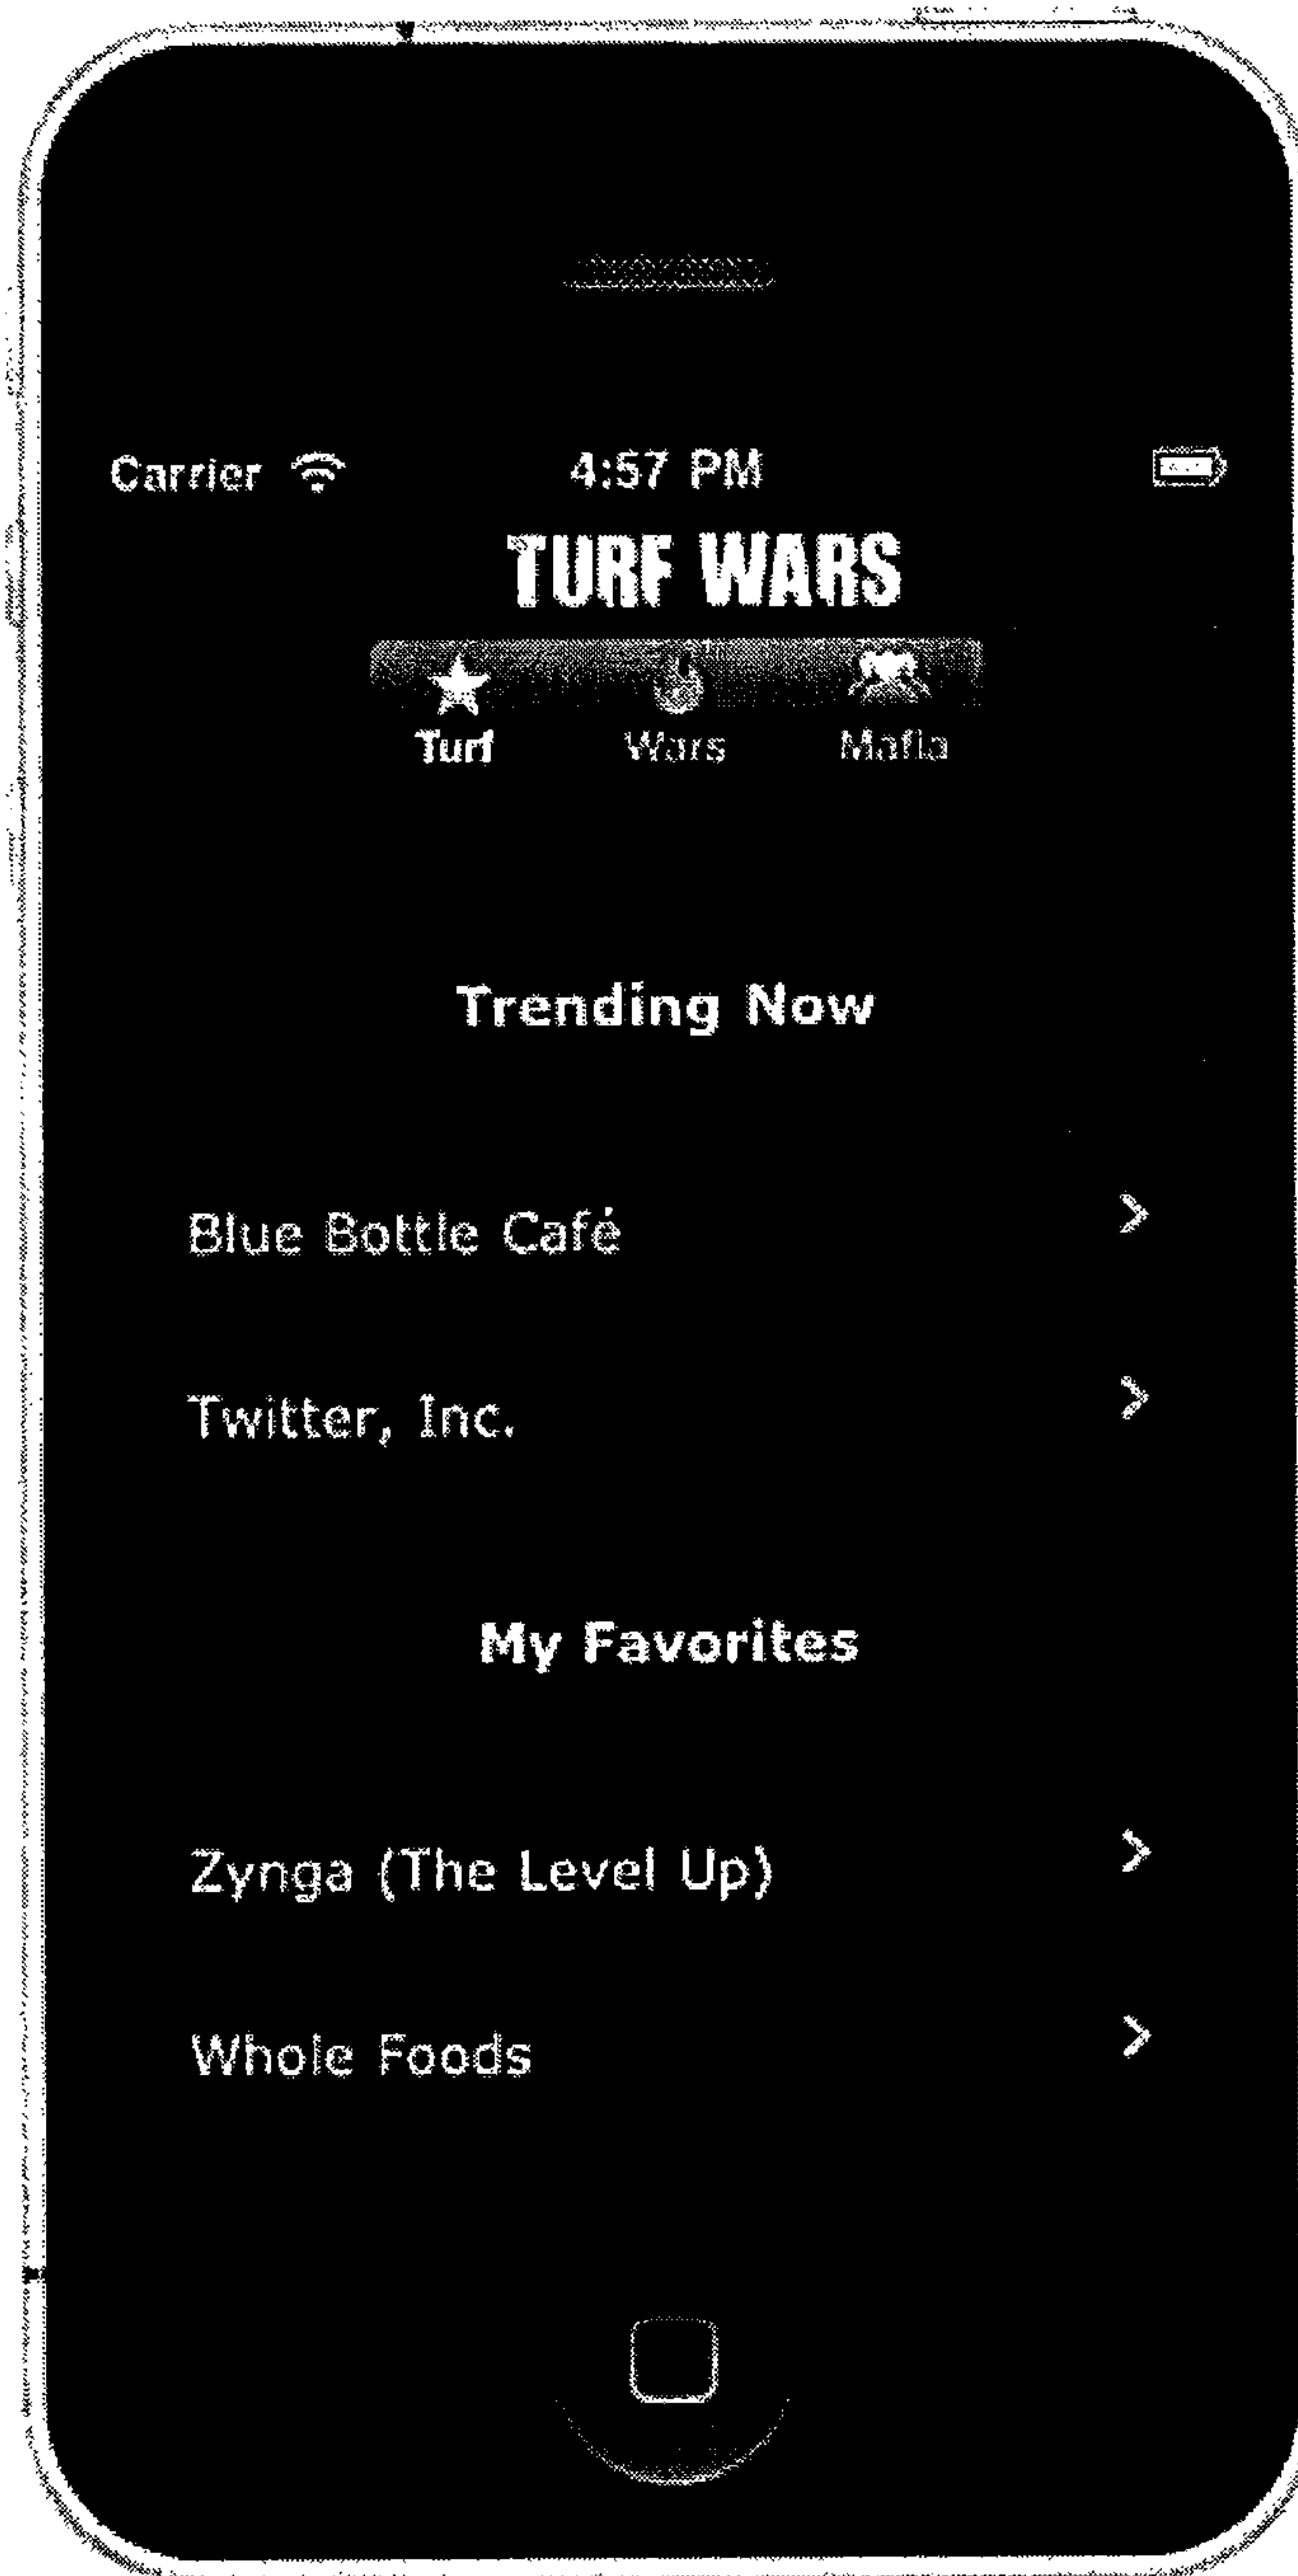 Carrier 4:57 PM
TURF WARS
Turf Wars Mafia
Trending Now
Blue Bottle Café
Twitter, Inc.
My Favorites
Zynga (The Level Up)
Whole Foods